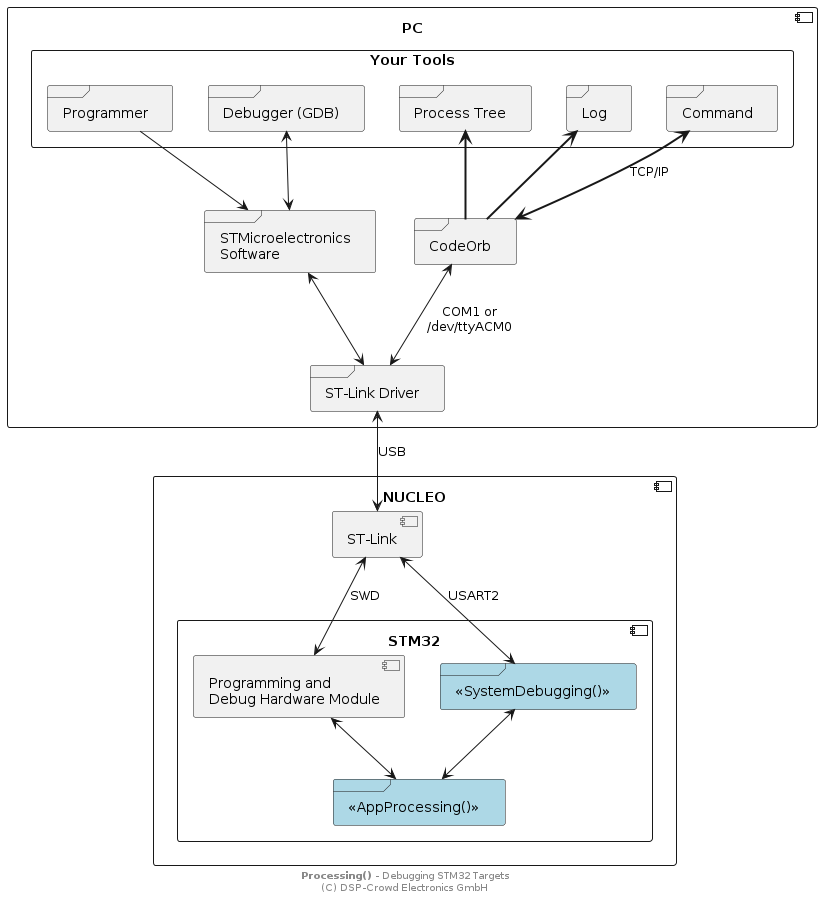 PC
Your Tools
Programmer
Debugger (GDB)
Process Tree
Log
Command
TCP/IP
STMicroelectronics
Software
CodeOrb
COM1 or
/dev/ttyACM0
ST-Link Driver
USB
NUCLEO
ST-Link
SWD
USART2
STM32
Programming and
Debug Hardware Module
«SystemDebugging()»
«AppProcessing()»
Processing() - Debugging STM32 Targets
(C) DSP-Crowd Electronics GmbH